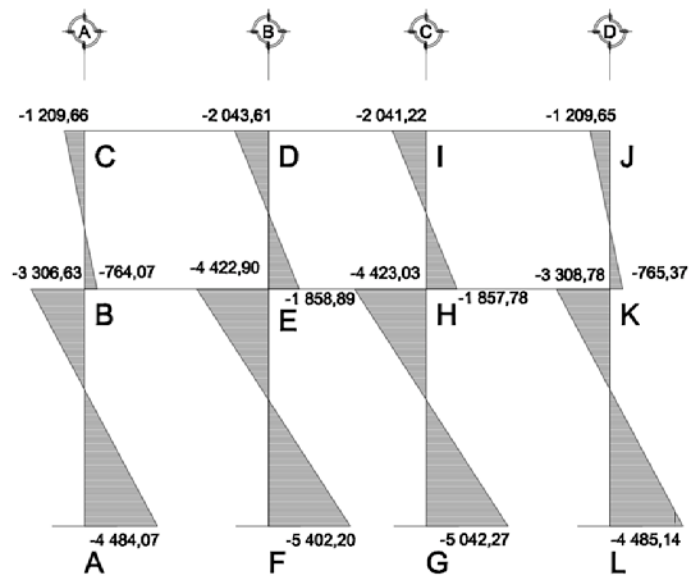 A B C D
-1 209,66 -2 043,61 -2 041,22 -1 209,65
C D I J
-3 306,63 -764,07 -4 422,90 -4 423,03 -3 308,78 -765,37
-1 858,89 -1 857,78
B E H K
-4 484,07 -5 402,20 -5 042,27 -4 485,14
A F G L